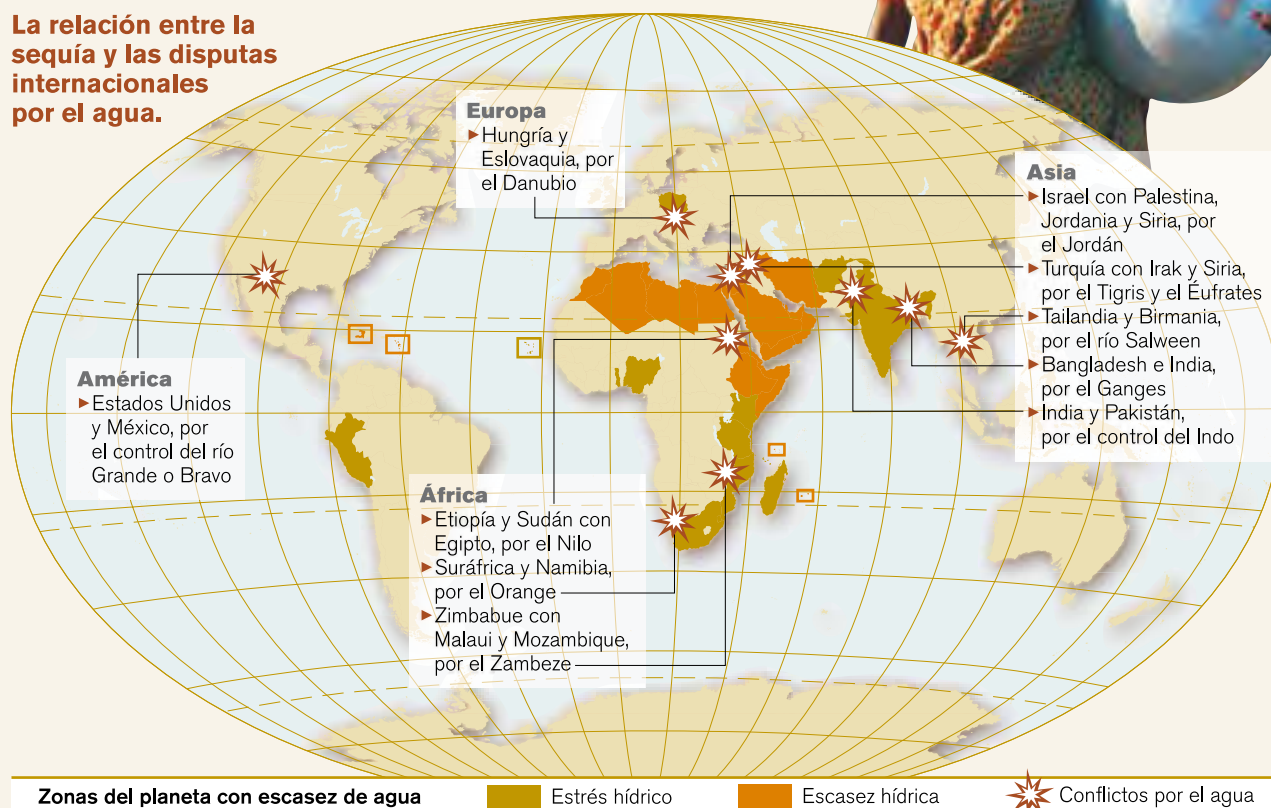 La relación entre la
sequía y las disputas
internacionales
por el agua.
Europa
▸Hungría y
Eslovaquia, por
el Danubio
Asia
▸Israel con Palestina,
Jordania y Siria, por
el Jordán
▸Turquía con Irak y Siria,
por el Tigris y el Éufrates
▸Tailandia y Birmania,
por el río Salween
▸Bangladesh e India,
por el Ganges
▸India y Pakistán,
por el control del Indo
América
▸Estados Unidos
y México, por
el control del río
Grande o Bravo
África
▸Etiopía y Sudán con
Egipto, por el Nilo
▸Suráfrica y Namibia,
por el Orange
▸Zimbabue con
Malaui y Mozambique,
por el Zambeze
Zonas del planeta con escasez de agua
Estrés hídrico
Escasez hídrica
Conflictos por el agua